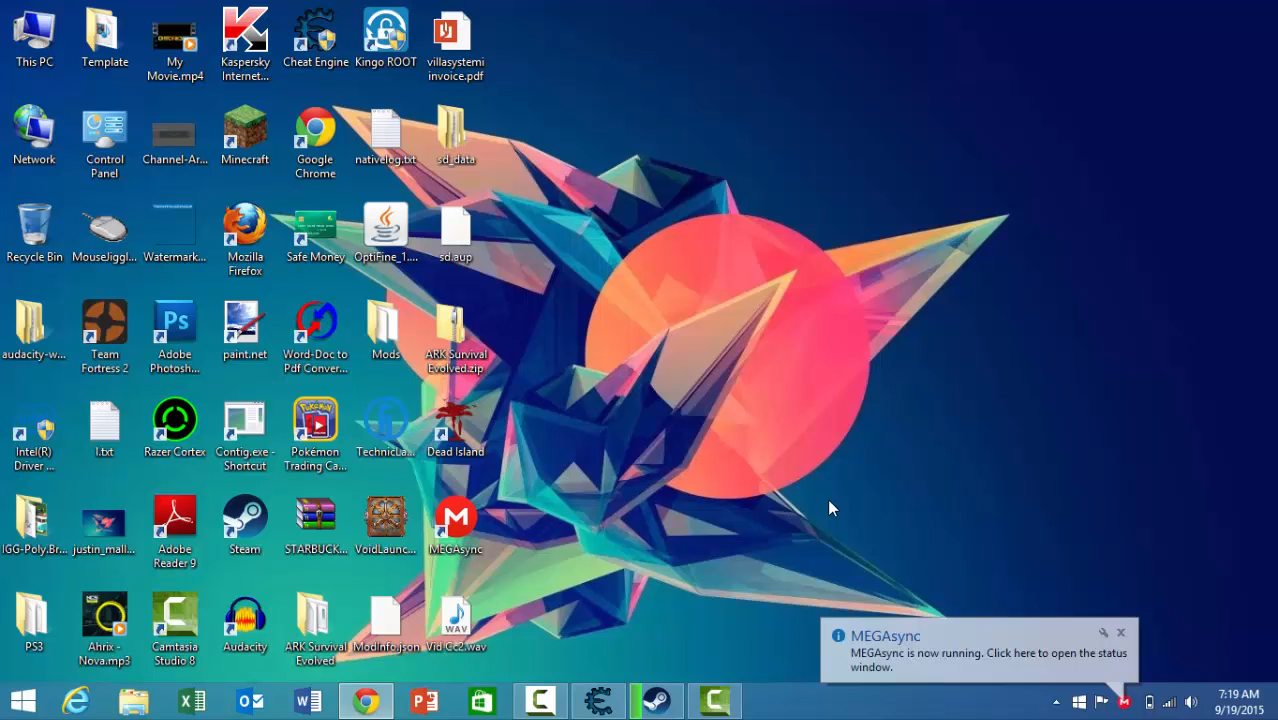 This PC
Template
My
Movie.mp4
Kaspersky
Internet...
Cheat Engine
Kingo ROOT
villasystemi
invoice.pdf
Network
Control
Panel
Channel-Ar...
Minecraft
Google
Chrome
nativelog.txt
sd_data
Recycle Bin
MouseJiggl...
Watermark...
Mozilla
Firefox
Safe Money
OptiFine_1....
sd.aup
audacity-w...
Team
Fortress 2
Ps
Adobe
Photosh...
paint.net
Word-Doc to
Pdf Conver...
Mods
ARK Survival
Evolved.zip
Intel(R)
Driver ...
l.txt
Razer Cortex
Contig.exe -
Shortcut
Pokémon
Trading Ca...
TechnicLa...
Dead Island
IGG-Poly.Br...
justin_mall...
Adobe
Reader 9
Steam
STARBUCK...
VoidLaunc...
MEGAsync
PS3
Ahrix -
Nova.mp3
Camtasia
Studio 8
Audacity
ARK Survival
Evolved
ModInfo.json
WAV
Vid Cc2.wav
MEGAsync
MEGAsync is now running. Click here to open the status
window.
7:19 AM
9/19/2015